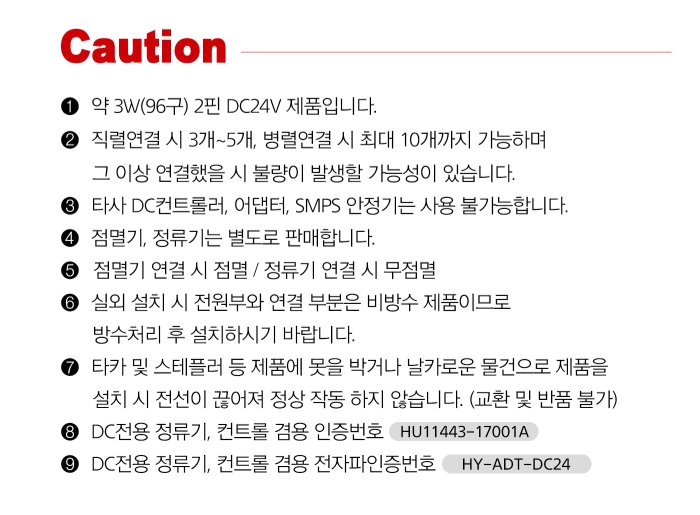 Caution
❶ 약 3W(96구) 2핀 DC24V 제품입니다.
❷ 직렬연결 시 3개~5개, 병렬연결 시 최대 10개까지 가능하며
그 이상 연결했을 시 불량이 발생할 가능성이 있습니다.
❸ 타사 DC컨트롤러, 어댑터, SMPS 안정기는 사용 불가능합니다.
❹ 점멸기, 정류기는 별도로 판매합니다.
❺ 점멸기 연결 시 점멸 / 정류기 연결 시 무점멸
❻ 실외 설치 시 전원부와 연결 부분은 비방수 제품이므로
방수처리 후 설치하시기 바랍니다.
❼ 타카 및 스테플러 등 제품에 못을 박거나 날카로운 물건으로 제품을
설치 시 전선이 끊어져 정상 작동 하지 않습니다. (교환 및 반품 불가)
❽ DC전용 정류기, 컨트롤 겸용 인증번호 HU11443-17001A
❾ DC전용 정류기, 컨트롤 겸용 전자파인증번호 HY-ADT-DC24